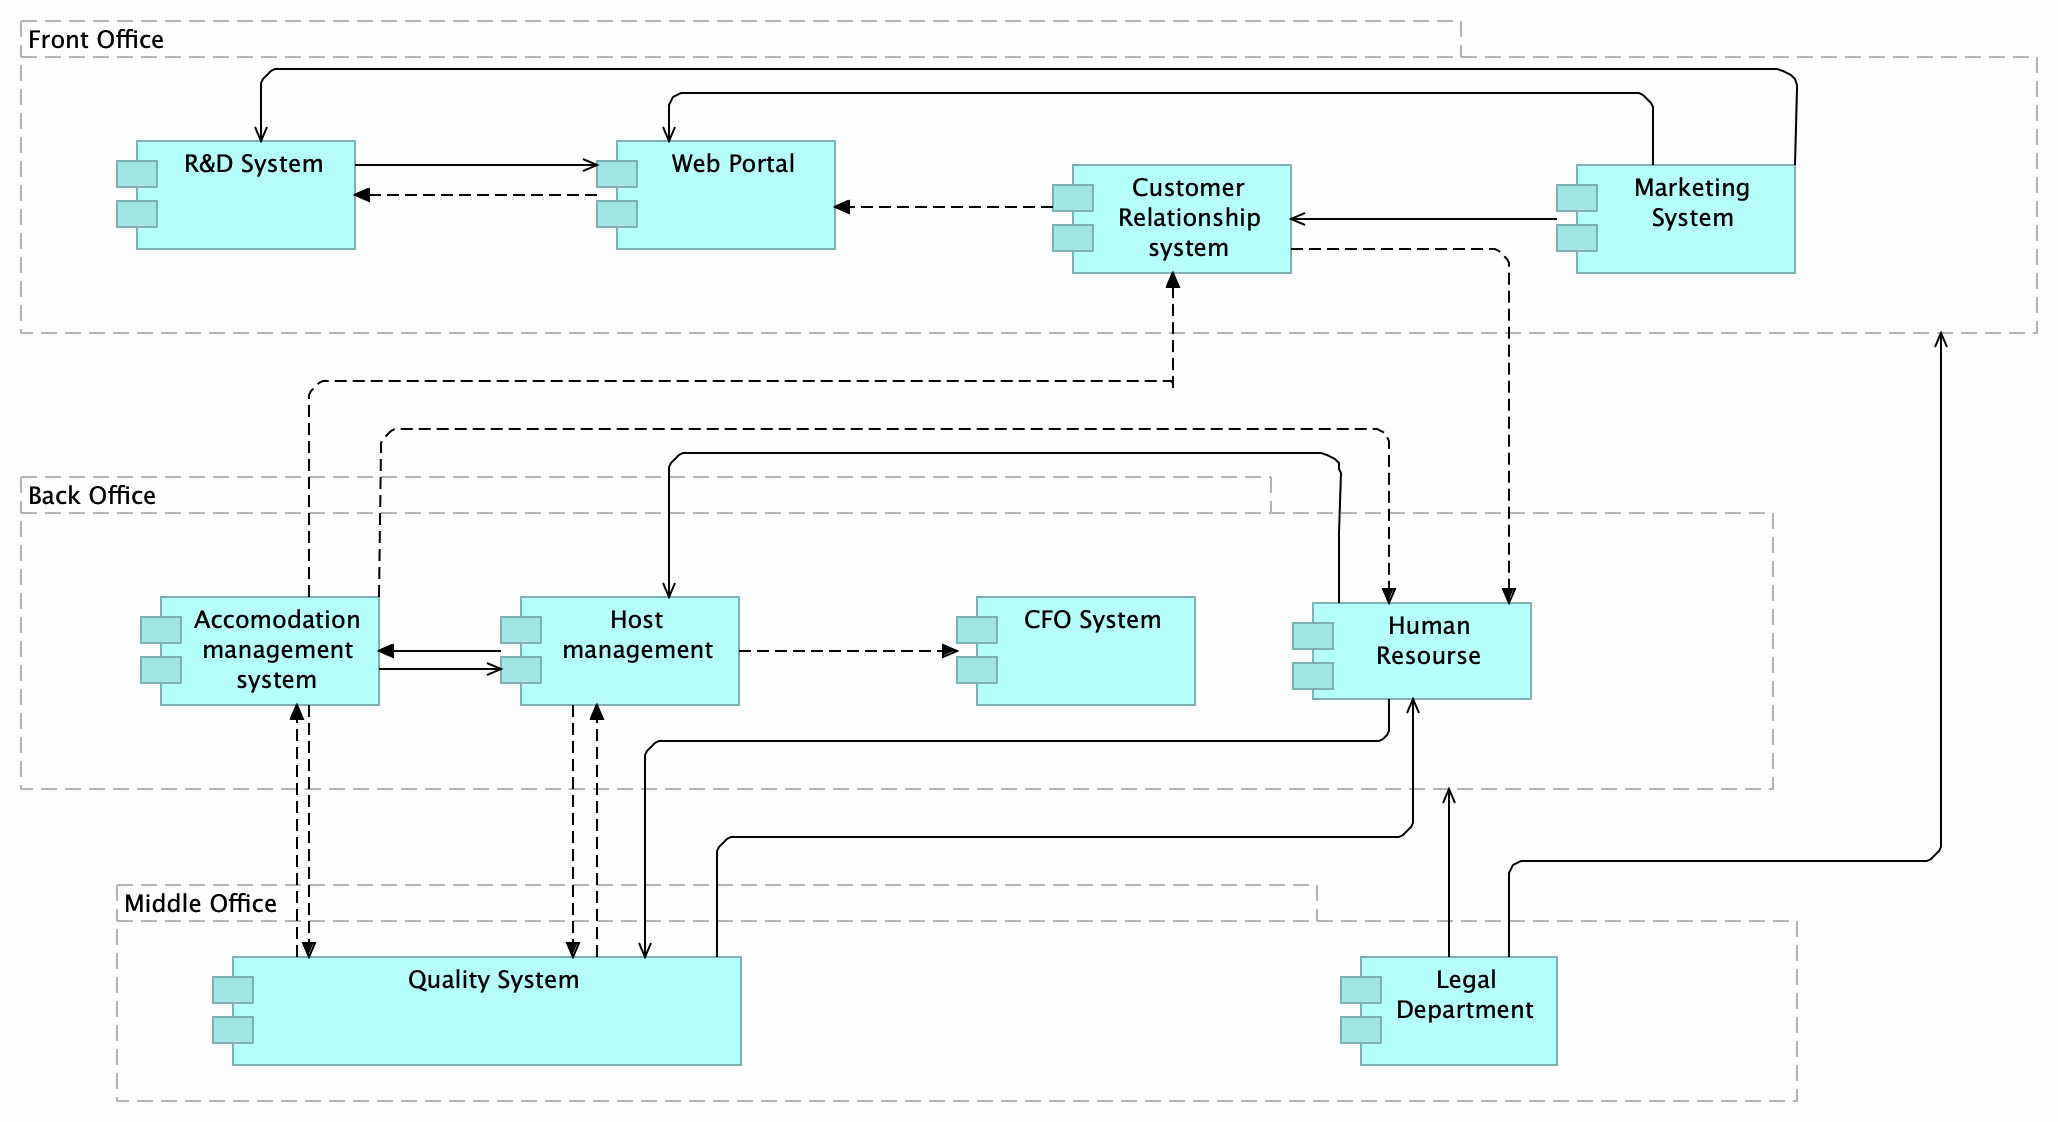 Front Office
R&D System
Web Portal
Customer
Relationship
system
Marketing
System
Back Office
Accomodation
management
system
Host
management
CFO System
Human
Resourse
Middle Office
Quality System
Legal
Department